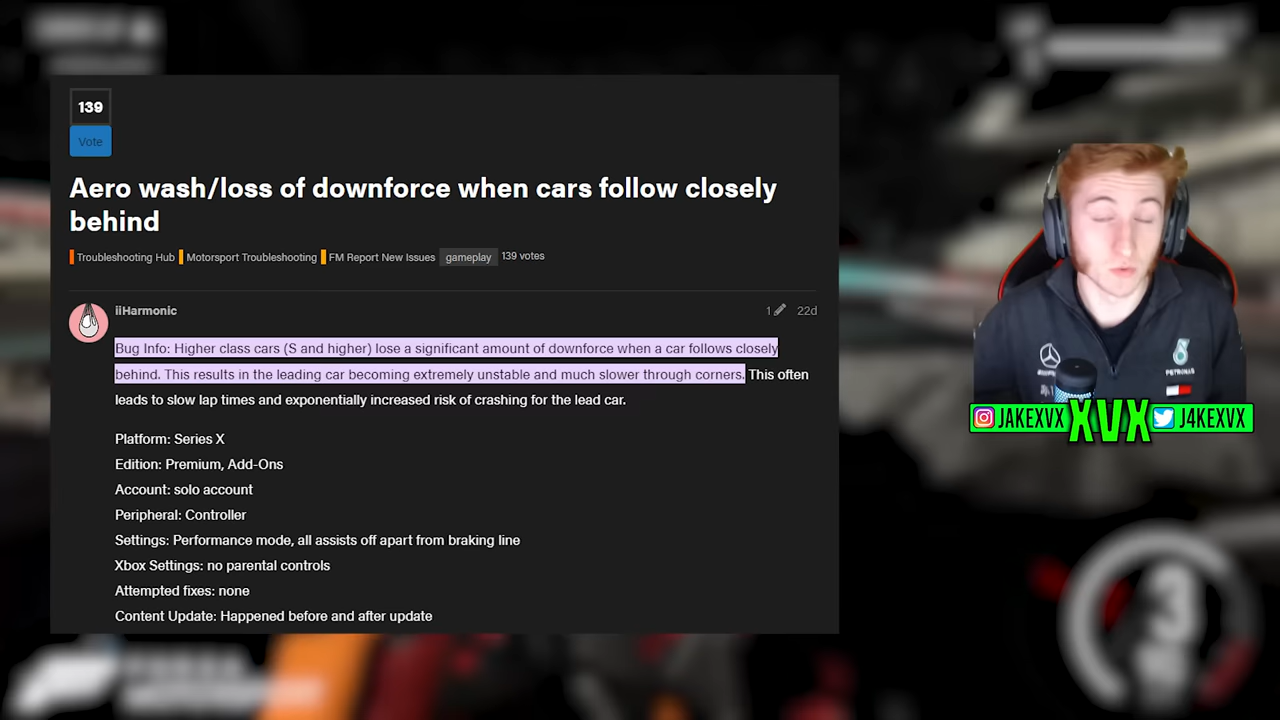 139
Vote
Aero wash/loss of downforce when cars follow closely
behind
Troubleshooting Hub Motorsport Troubleshooting FM Report New Issues gameplay 139 votes
iiHarmonic 1 22d
Bug Info: Higher class cars (S and higher) lose a significant amount of downforce when a car follows closely
behind. This results in the leading car becoming extremely unstable and much slower through corners. This often
leads to slow lap times and exponentially increased risk of crashing for the lead car.
Platform: Series X
Edition: Premium, Add-Ons
Account: solo account
Peripheral: Controller
Settings: Performance mode, all assists off apart from braking line
Xbox Settings: no parental controls
Attempted fixes: none
Content Update: Happened before and after update
PETRONAS
JAKEXVX XVX J4KEXVX
3